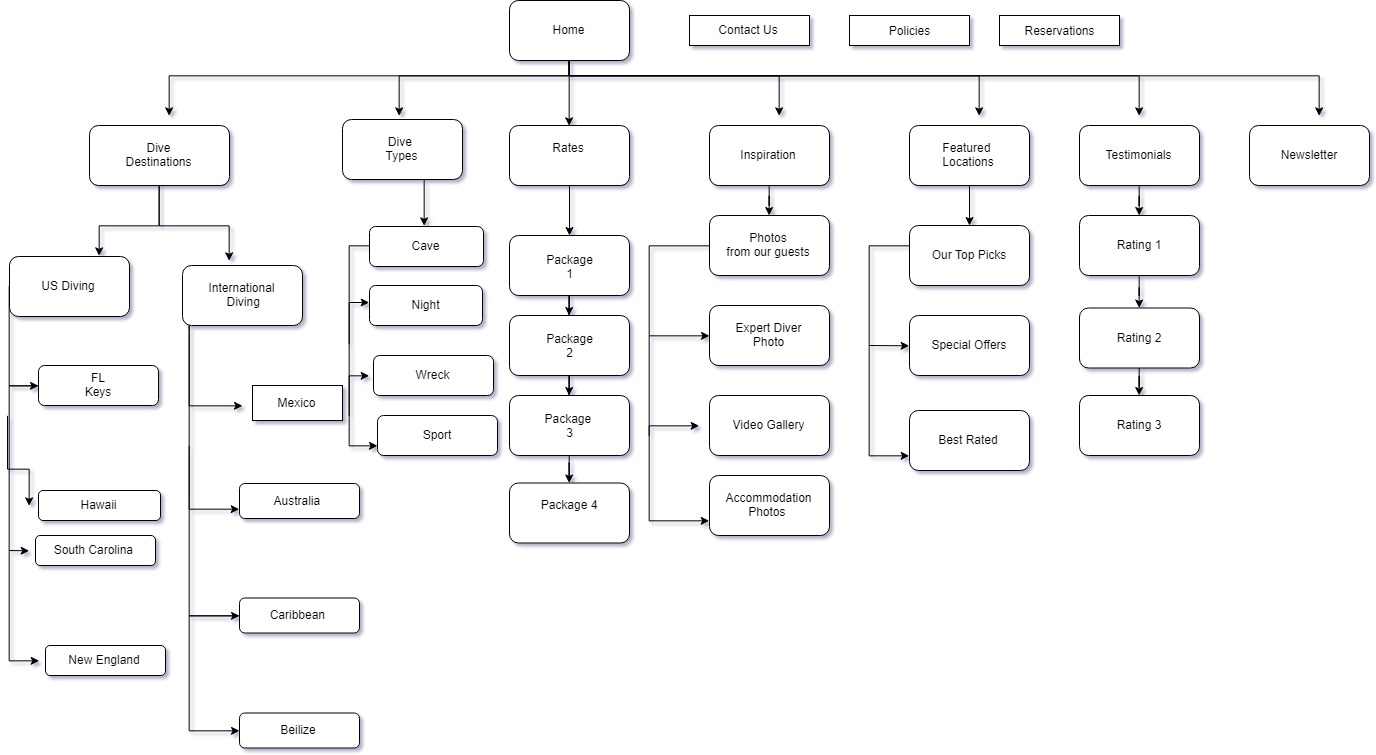 Home
Contact Us
Policies
Reservations
Dive
Destinations
Dive
Types
Rates
Inspiration
Featured
Locations
Testimonials
Newsletter
US Diving
International
Diving
Cave
Night
Wreck
Sport
Package
1
Package
2
Package
3
Package 4
Photos
from our guests
Expert Diver
Photo
Video Gallery
Accommodation
Photos
Our Top Picks
Special Offers
Best Rated
Rating 1
Rating 2
Rating 3
FL
Keys
Hawaii
South Carolina
New England
Mexico
Australia
Caribbean
Beilize